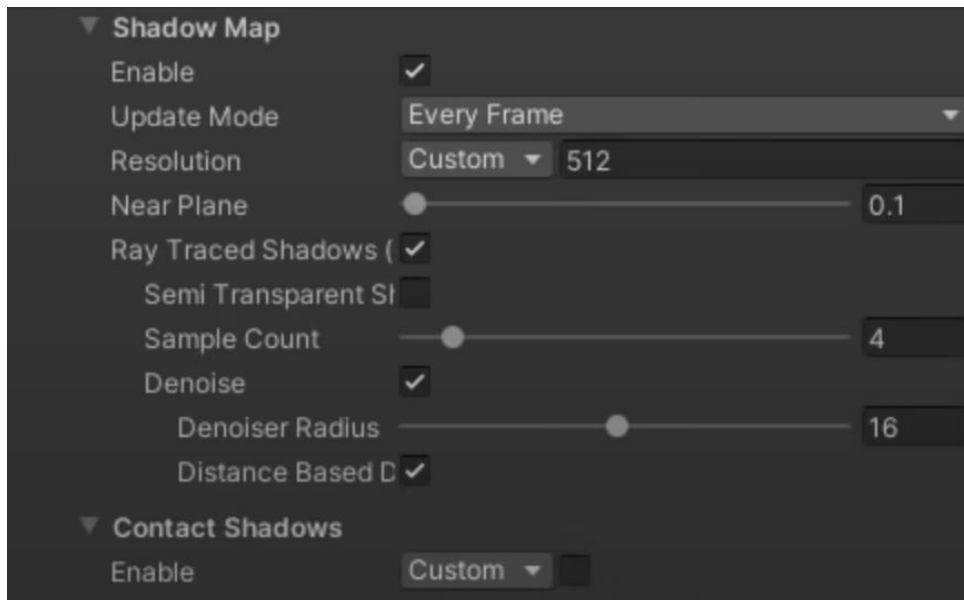 Shadow Map
Enable
Update Mode Every Frame
Resolution Custom 512
Near Plane 0.1
Ray Traced Shadows (
Semi Transparent Sh
Sample Count 4
Denoise
Denoiser Radius 16
Distance Based D
Contact Shadows
Enable Custom